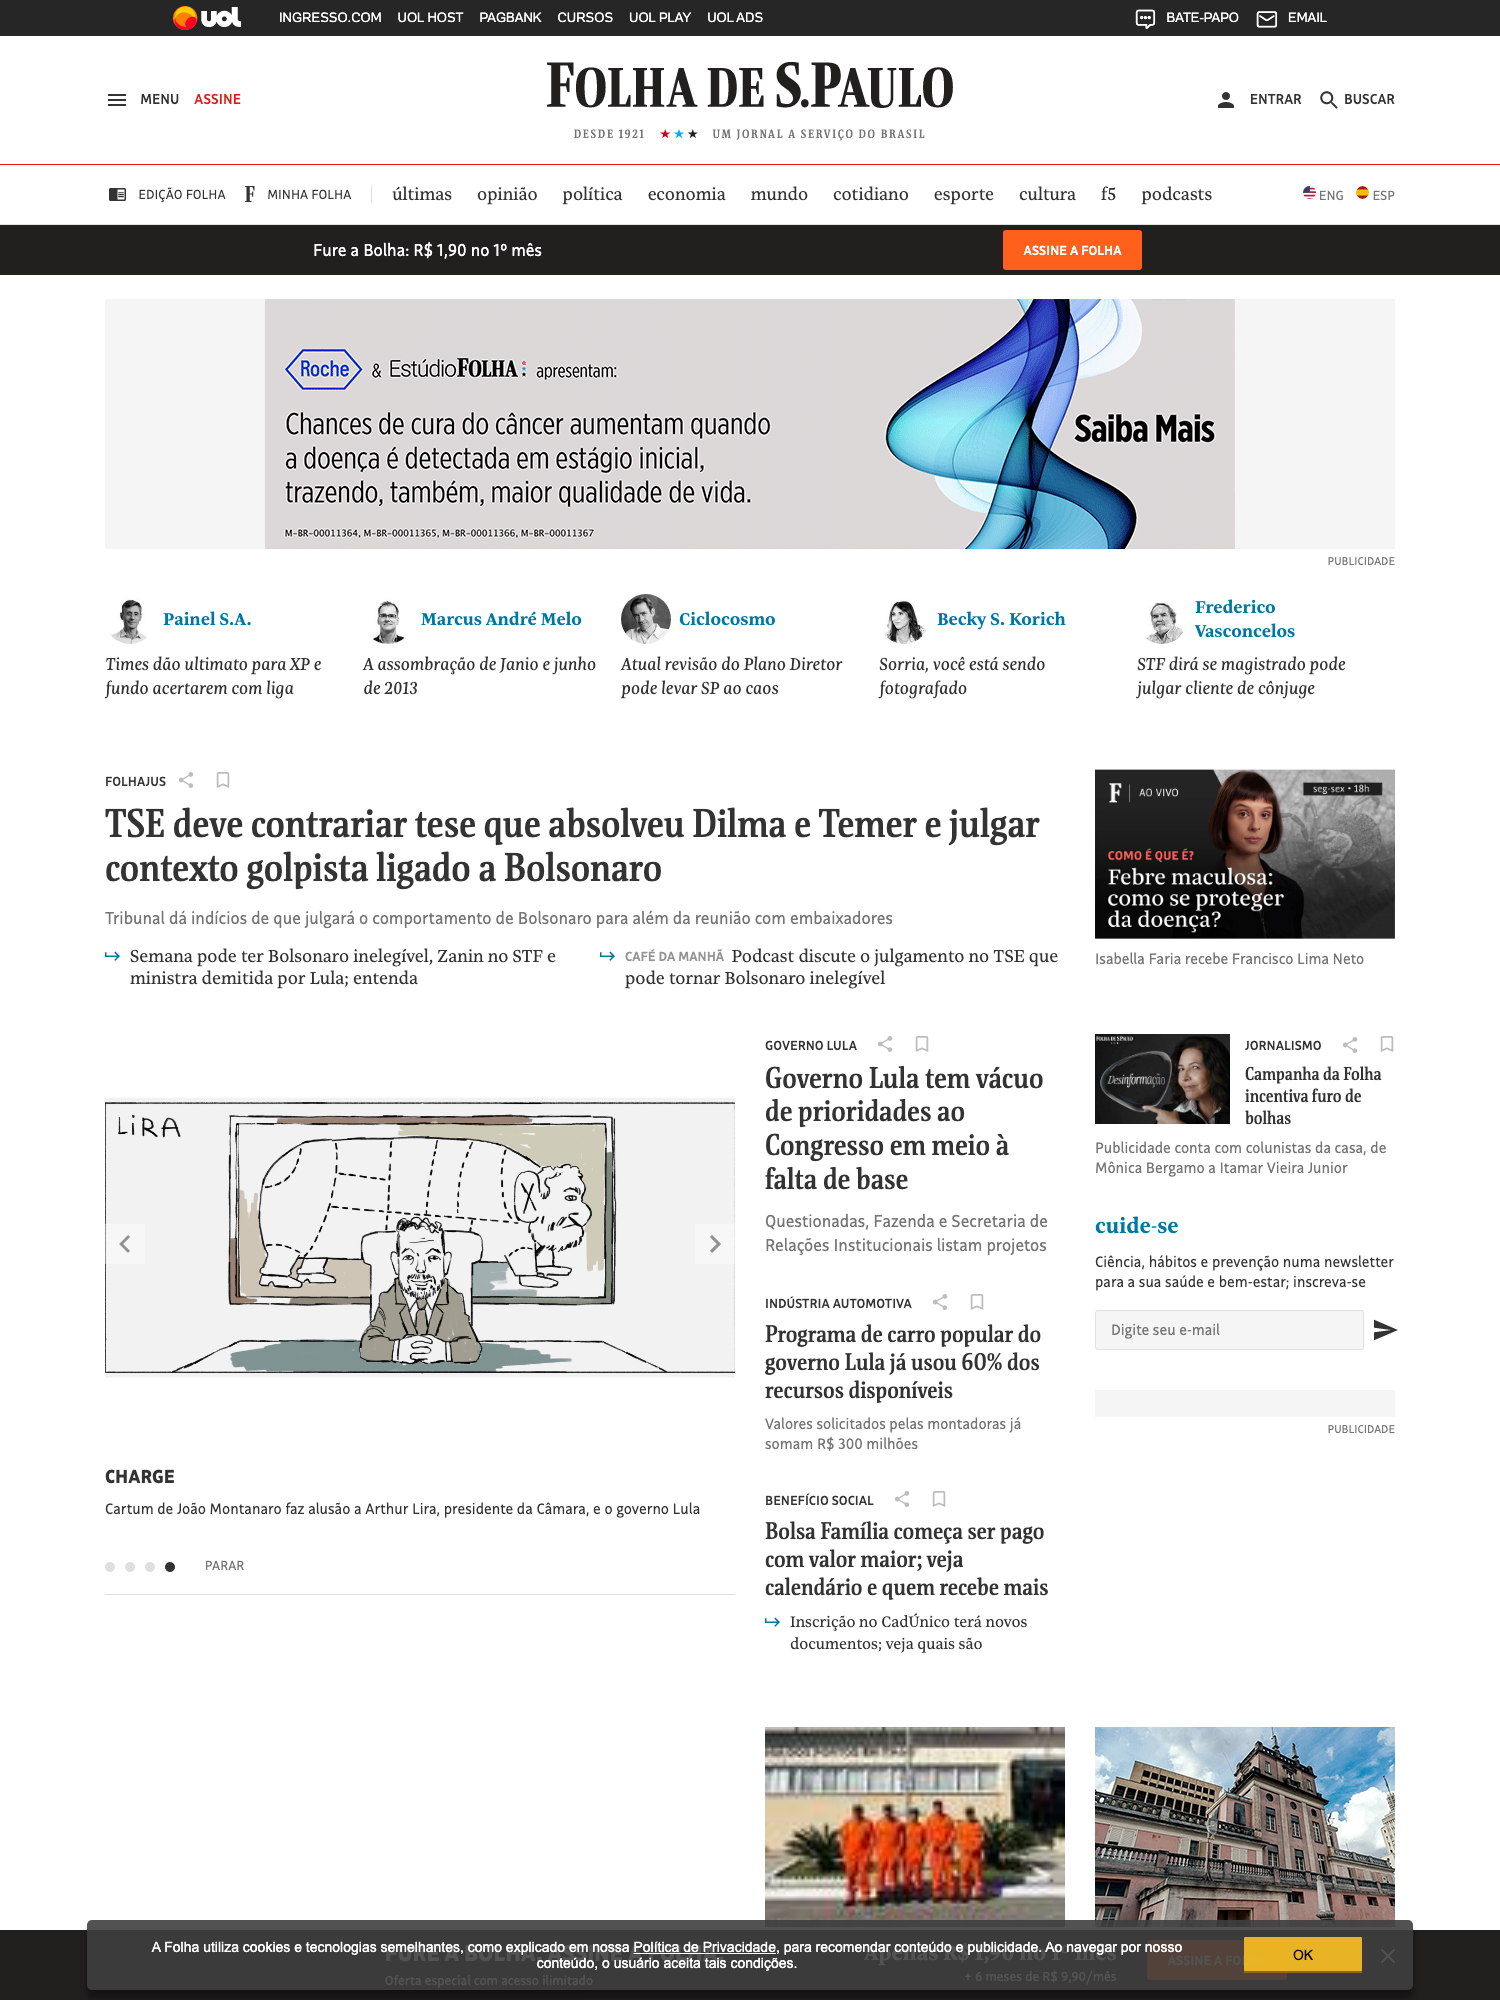 uol
INGRESSO.COM UOL HOST PAGBANK CURSOS UOL PLAY UOL ADS
BATE-PAPO EMAIL
MENU ASSINE
FOLHA DE S.PAULO
DESDE 1921 ★★★ UM JORNAL A SERVIÇO DO BRASIL
ENTRAR BUSCAR
EDIÇÃO FOLHA F MINHA FOLHA
últimas opinião política economia mundo cotidiano esporte cultura f5 podcasts
ENG ESP
Fure a Bolha: R$ 1,90 no 1º mês
ASSINE A FOLHA
Roche & EstúdioFOLHA: apresentam:
Chances de cura do câncer aumentam quando
a doença é detectada em estágio inicial,
trazendo, também, maior qualidade de vida.
M-BR-00011364, M-BR-00011365, M-BR-00011366, M-BR-00011367
Saiba Mais
PUBLICIDADE
Painel S.A.
Times dão ultimato para XP e
fundo acertarem com liga
Marcus André Melo
A assombração de Janio e junho
de 2013
Ciclocosmo
Atual revisão do Plano Diretor
pode levar SP ao caos
Becky S. Korich
Sorria, você está sendo
fotografado
Frederico
Vasconcelos
STF dirá se magistrado pode
julgar cliente de cônjuge
FOLHAJUS
TSE deve contrariar tese que absolveu Dilma e Temer e julgar
contexto golpista ligado a Bolsonaro
Tribunal dá indícios de que julgará o comportamento de Bolsonaro para além da reunião com embaixadores
Semana pode ter Bolsonaro inelegível, Zanin no STF e
ministra demitida por Lula; entenda
CAFÉ DA MANHÃ Podcast discute o julgamento no TSE que
pode tornar Bolsonaro inelegível
F AO VIVO
seg-sex • 18h
COMO É QUE É?
Febre maculosa:
como se proteger
da doença?
Isabella Faria recebe Francisco Lima Neto
LiRA
CHARGE
Cartum de João Montanaro faz alusão a Arthur Lira, presidente da Câmara, e o governo Lula
PARAR
GOVERNO LULA
Governo Lula tem vácuo
de prioridades ao
Congresso em meio à
falta de base
Questionadas, Fazenda e Secretaria de
Relações Institucionais listam projetos
INDÚSTRIA AUTOMOTIVA
Programa de carro popular do
governo Lula já usou 60% dos
recursos disponíveis
Valores solicitados pelas montadoras já
somam R$ 300 milhões
BENEFÍCIO SOCIAL
Bolsa Família começa ser pago
com valor maior; veja
calendário e quem recebe mais
Inscrição no CadÚnico terá novos
documentos; veja quais são
FOLHA DE S.PAULO
Desinformação
JORNALISMO
Campanha da Folha
incentiva furo de
bolhas
Publicidade conta com colunistas da casa, de
Mônica Bergamo a Itamar Vieira Junior
cuide-se
Ciência, hábitos e prevenção numa newsletter
para a sua saúde e bem-estar; inscreva-se
Digite seu e-mail
PUBLICIDADE
A Folha utiliza cookies e tecnologias semelhantes, como explicado em nossa Política de Privacidade, para recomendar conteúdo e publicidade. Ao navegar por nosso
conteúdo, o usuário aceita tais condições.
OK
Oferta especial com acesso ilimitado
Apenas R$ 1,90 no 1º mês
+ 6 meses de R$ 9,90/mês
ASSINE A FO